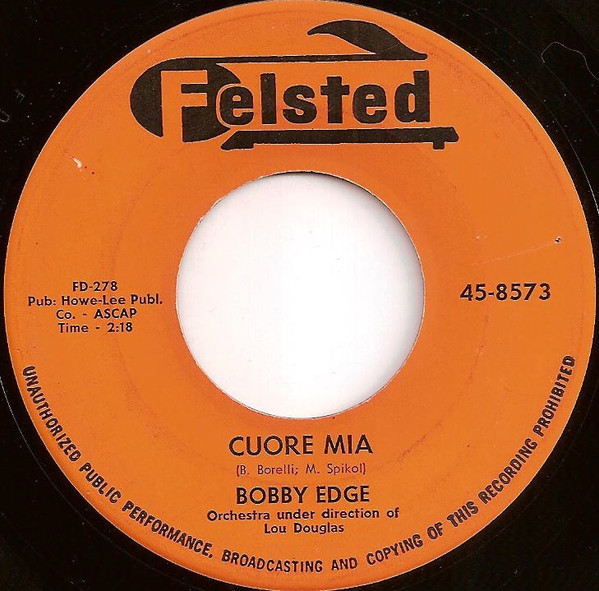 Felsted
FD-278
Pub: Howe-Lee Publ.
Co. - ASCAP
Time - 2:18
45-8573
CUORE MIA
(B. Borelli; M. Spikol)
BOBBY EDGE
Orchestra under direction of
Lou Douglas
UNAUTHORIZED PUBLIC PERFORMANCE, BROADCASTING AND COPYING OF THIS RECORDING PROHIBITED